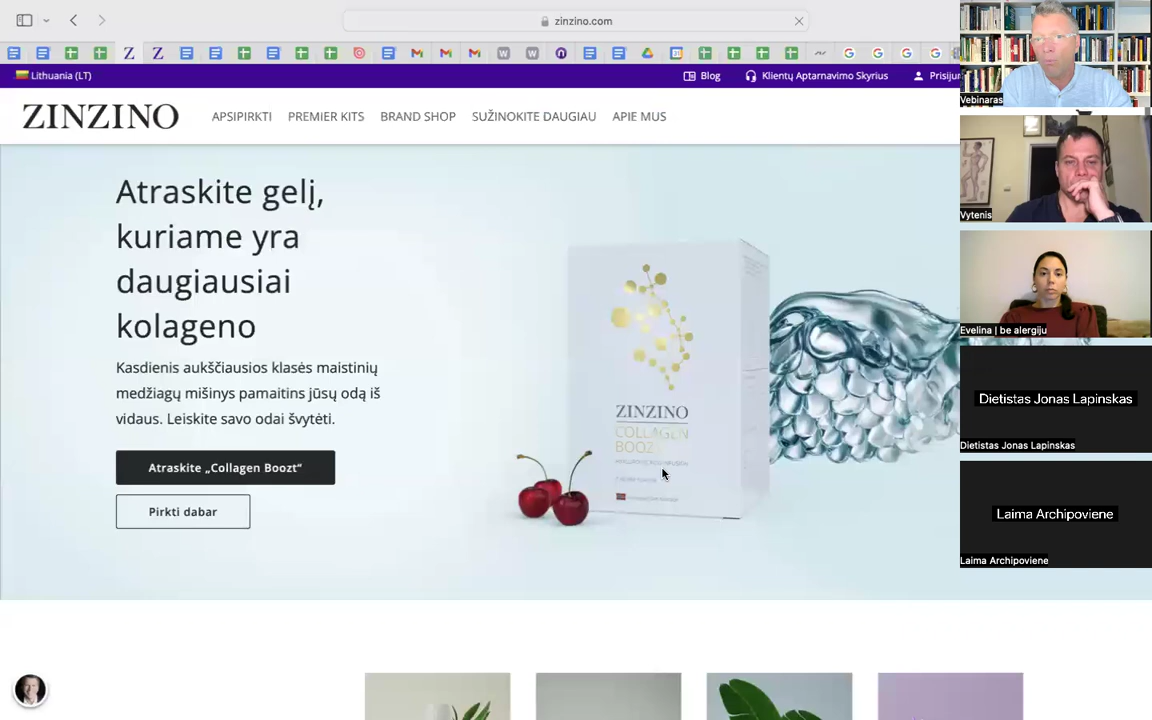 zinzino.com
Lithuania (LT)
Blog
Klientų Aptarnavimo Skyrius
ZINZINO
APSIPIRKTI
PREMIER KITS
BRAND SHOP
SUŽINOKITE DAUGIAU
APIE MUS
Atraskite gelį,
kuriame yra
daugiausiai
kolageno
Kasdienis aukščiausios klasės maistinių
medžiagų mišinys pamaitins jūsų odą iš
vidaus. Leiskite savo odai švytėti.
Atraskite „Collagen Boozt“
Pirkti dabar
ZINZINO
COLLAGEN
BOOZT
Vebinaras
Vytenis
Evelina | be alergiju
Dietistas Jonas Lapinskas
Dietistas Jonas Lapinskas
Laima Archipoviene
Laima Archipoviene